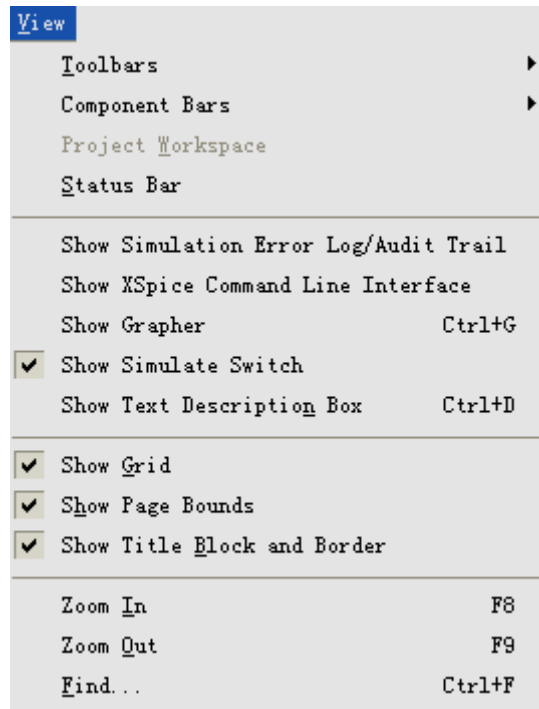 View
Toolbars
Component Bars
Project Workspace
Status Bar
Show Simulation Error Log/Audit Trail
Show XSpice Command Line Interface
Show Grapher Ctrl+G
Show Simulate Switch
Show Text Description Box Ctrl+D
Show Grid
Show Page Bounds
Show Title Block and Border
Zoom In F8
Zoom Out F9
Find... Ctrl+F